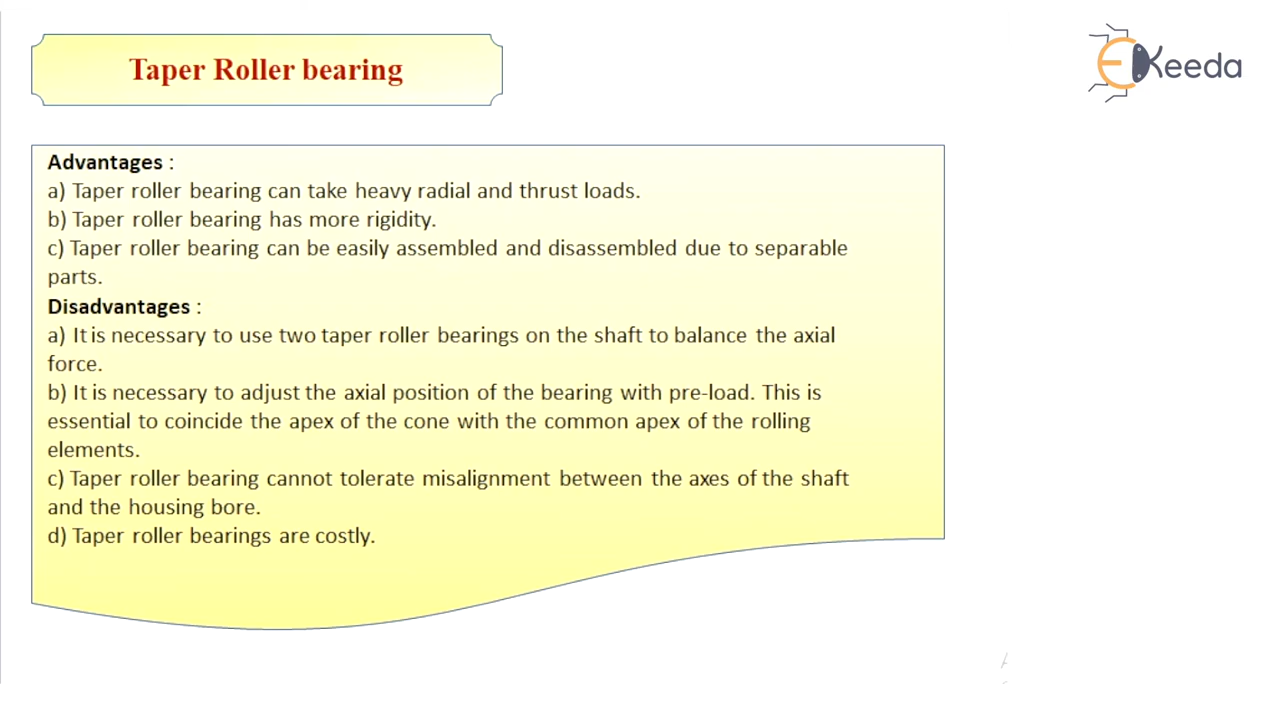 Taper Roller bearing
EKeeda
Advantages :
a) Taper roller bearing can take heavy radial and thrust loads.
b) Taper roller bearing has more rigidity.
c) Taper roller bearing can be easily assembled and disassembled due to separable
parts.
Disadvantages :
a) It is necessary to use two taper roller bearings on the shaft to balance the axial
force.
b) It is necessary to adjust the axial position of the bearing with pre-load. This is
essential to coincide the apex of the cone with the common apex of the rolling
elements.
c) Taper roller bearing cannot tolerate misalignment between the axes of the shaft
and the housing bore.
d) Taper roller bearings are costly.